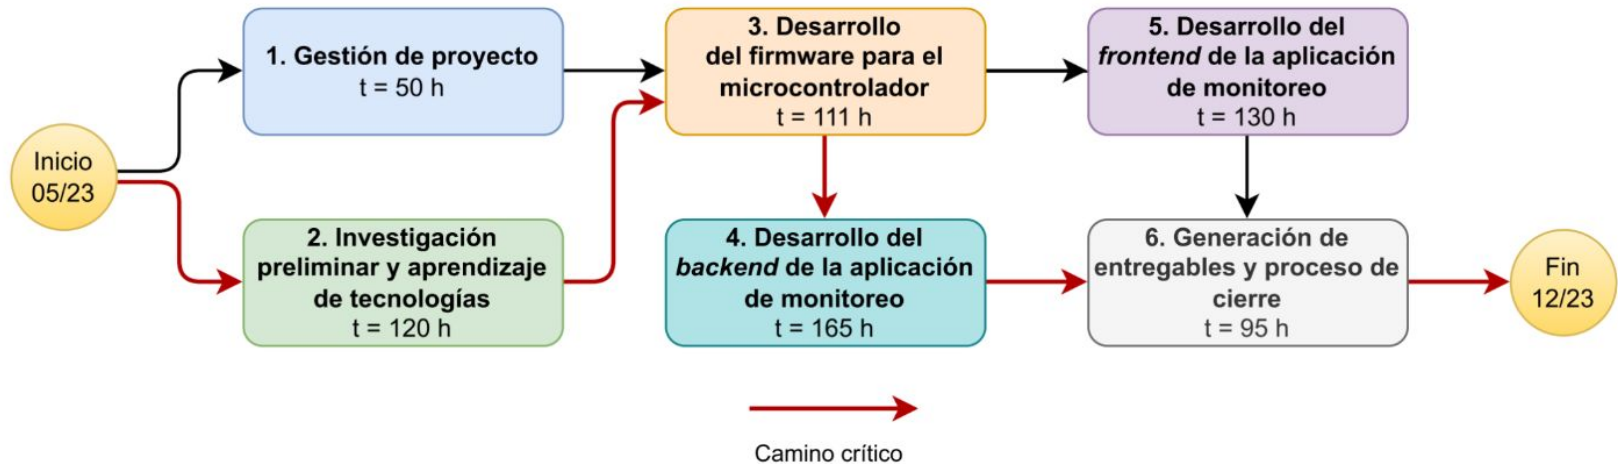 Inicio
05/23
1. Gestión de proyecto
t = 50 h
2. Investigación
preliminar y aprendizaje
de tecnologías
t = 120 h
3. Desarrollo
del firmware para el
microcontrolador
t = 111 h
4. Desarrollo del
backend de la aplicación
de monitoreo
t = 165 h
5. Desarrollo del
frontend de la aplicación
de monitoreo
t = 130 h
6. Generación de
entregables y proceso de
cierre
t = 95 h
Fin
12/23
Camino crítico